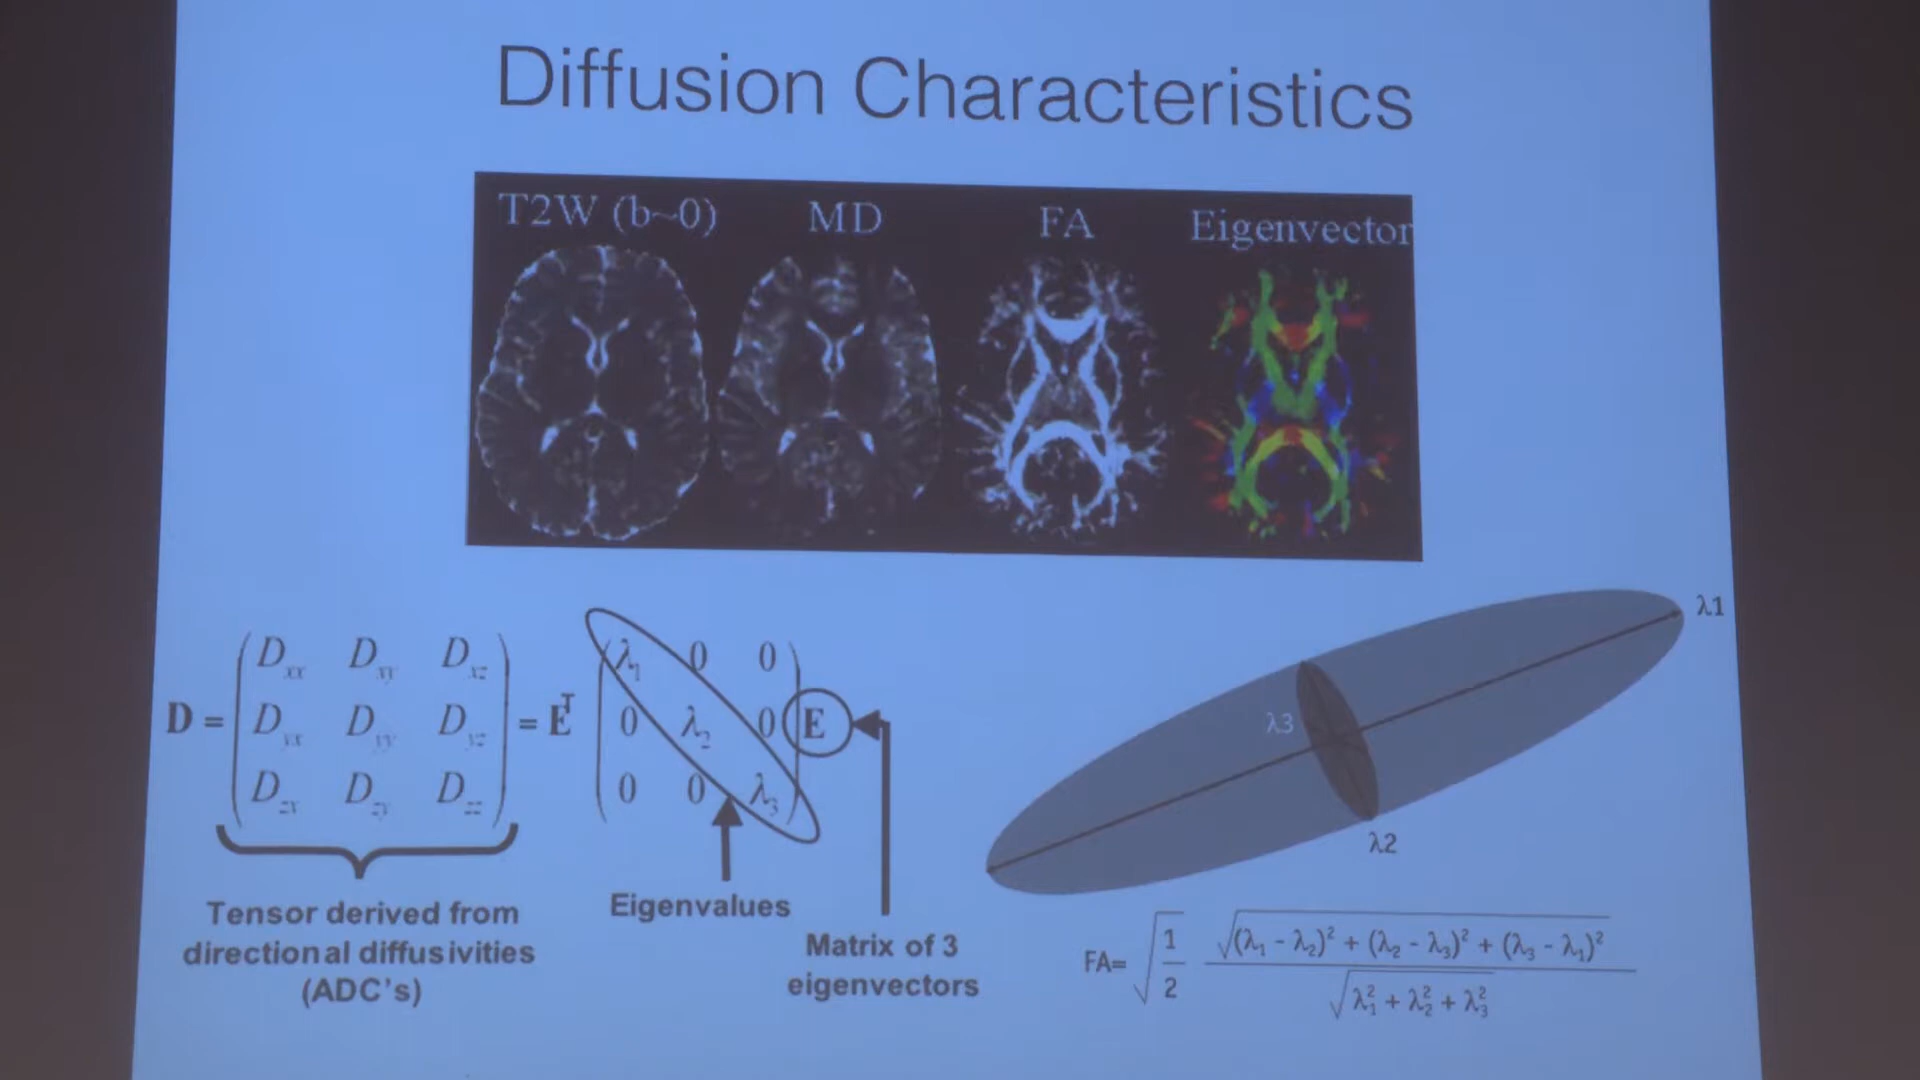 Diffusion Characteristics
T2W (b~0) MD FA Eigenvector
D = ( Dxx Dxy Dxz
Dyx Dyy Dyz
Dzx Dzy Dzz ) = E^T ( λ1 0 0
0 λ2 0
0 0 λ3 ) E
Tensor derived from
directional diffusivities
(ADC's)
Eigenvalues
Matrix of 3
eigenvectors
λ1
λ3
λ2
FA= √(1/2) √((λ1 - λ2)² + (λ2 - λ3)² + (λ3 - λ1)²) / √(λ1² + λ2² + λ3²)